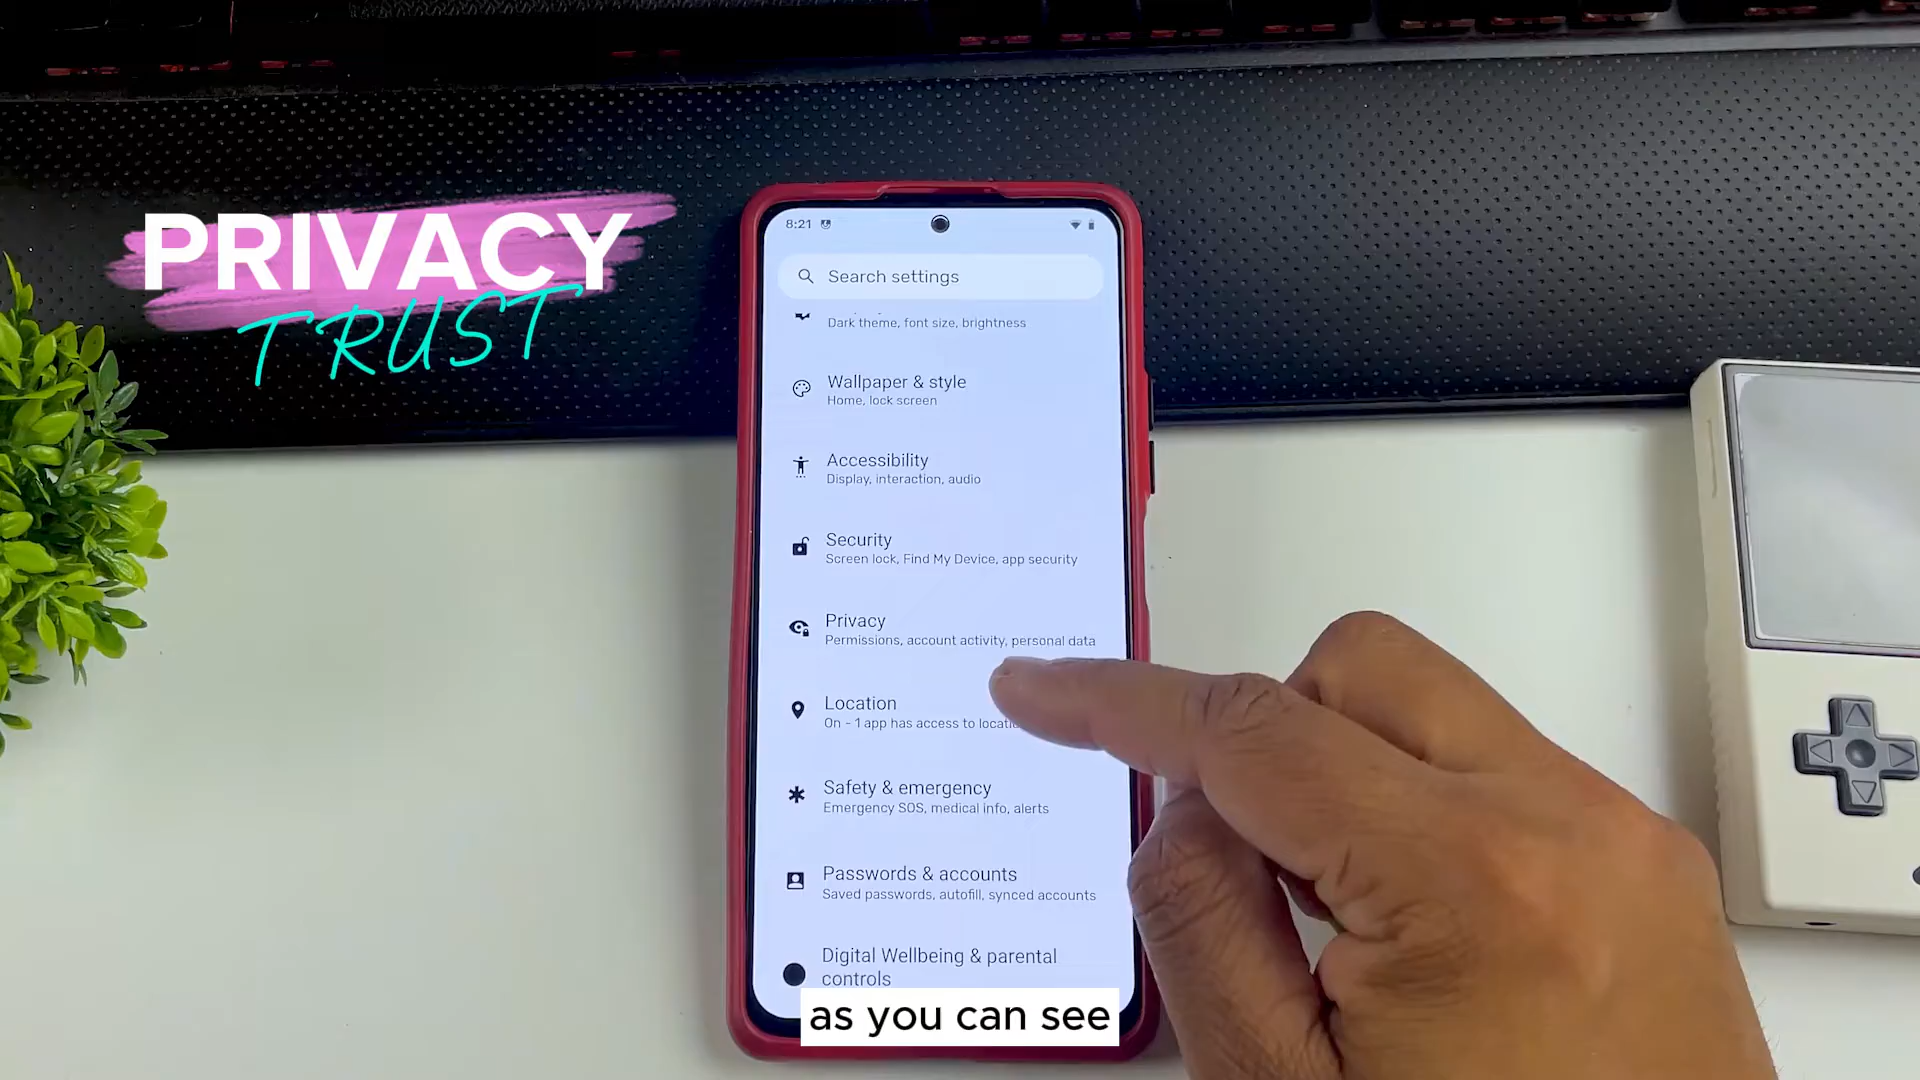 PRIVACY
TRUST
8:21
Search settings
Dark theme, font size, brightness
Wallpaper & style
Home, lock screen
Accessibility
Display, interaction, audio
Security
Screen lock, Find My Device, app security
Privacy
Permissions, account activity, personal data
Location
On - 1 app has access to
Safety & emergency
Emergency SOS, medical info, alerts
Passwords & accounts
Saved passwords, autofill, synced accounts
Digital Wellbeing & parental
controls
as you can see